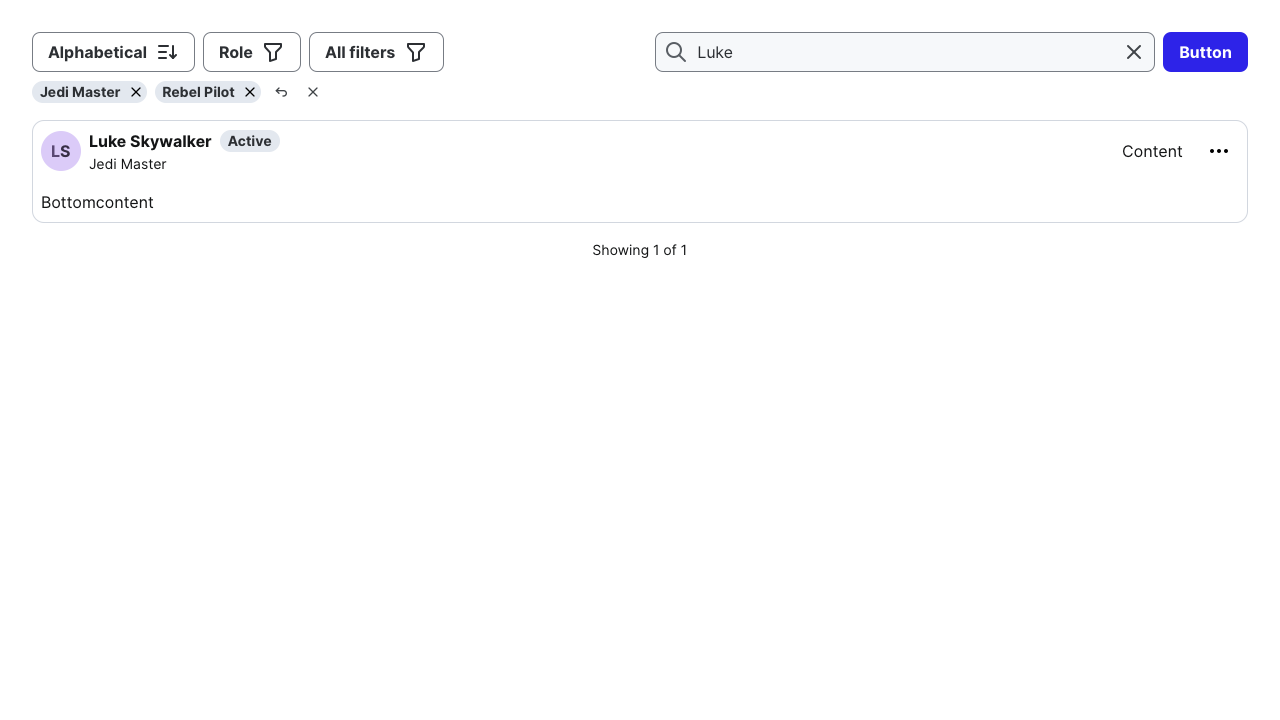 Alphabetical Role All filters Luke Button
Jedi Master Rebel Pilot
LS Luke Skywalker Active
Jedi Master
Content
Bottomcontent
Showing 1 of 1